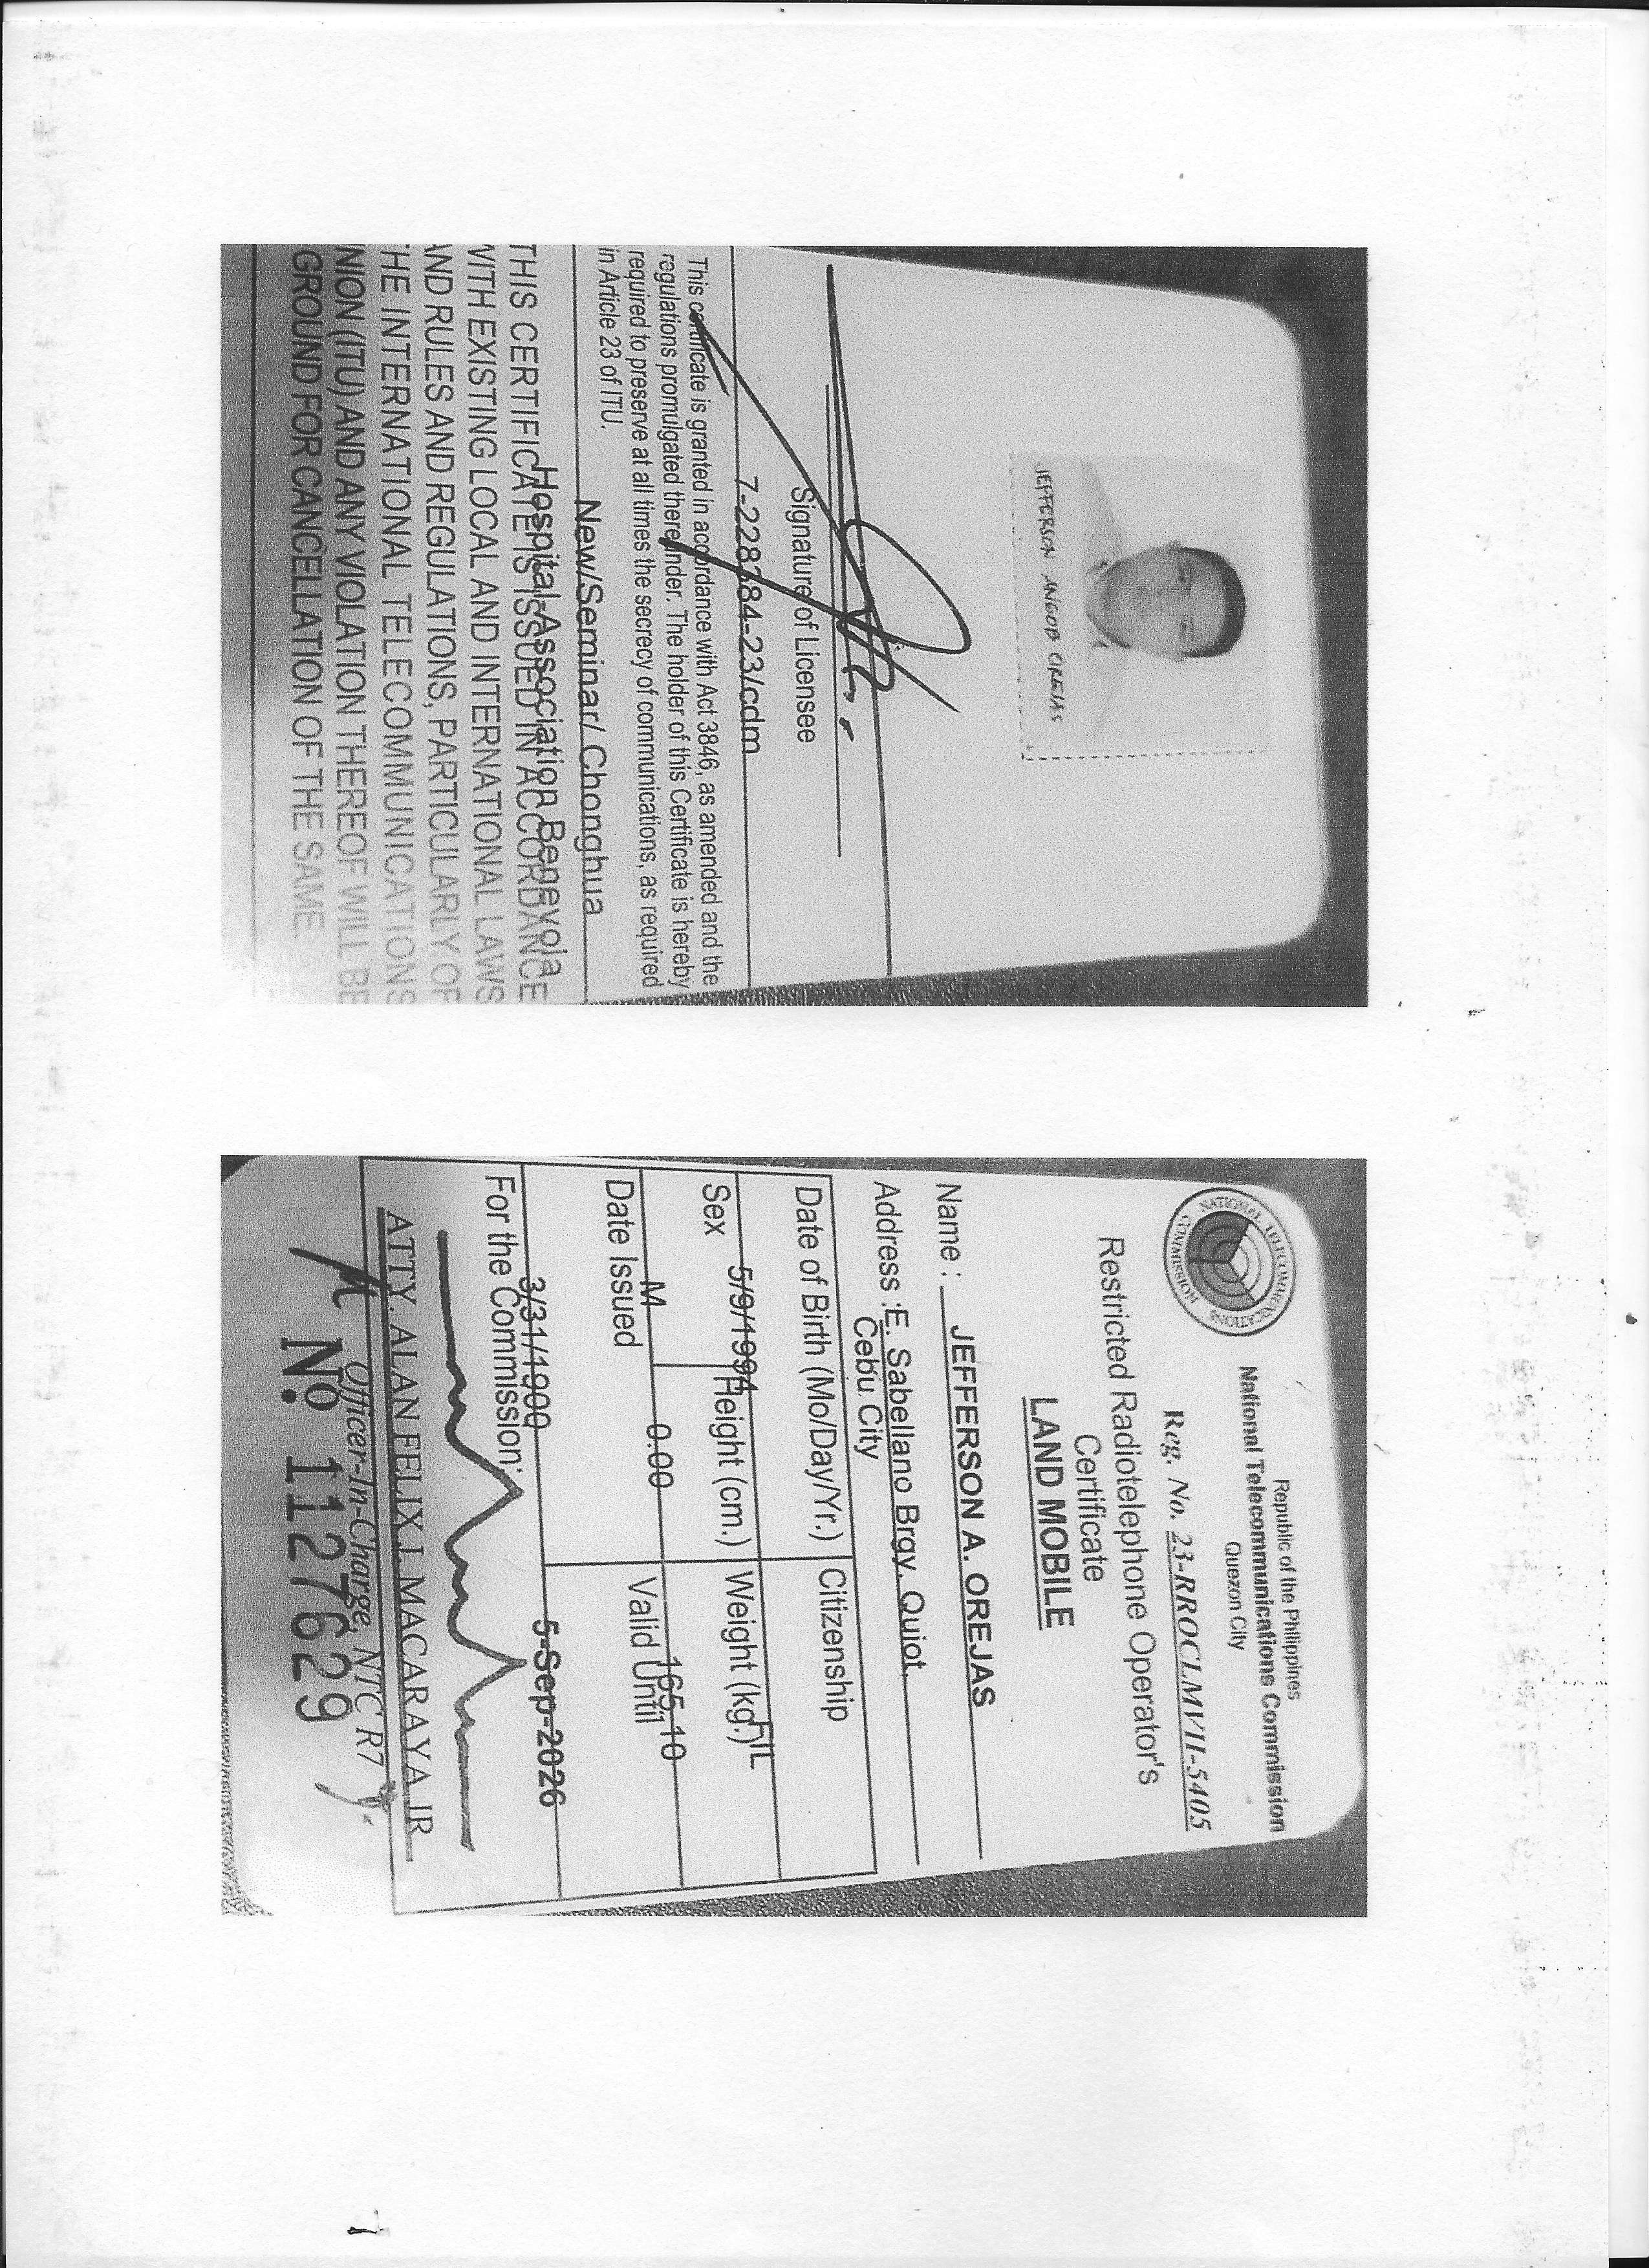 JEFFERSON ANGOB OREJAS
Signature of Licensee
7-228384-23/cdm
This certificate is granted in accordance with Act 3846, as amended and the
regulations promulgated thereunder. The holder of this Certificate is hereby
required to preserve at all times the secrecy of communications, as required
in Article 23 of ITU.
New/Seminar/ Chonghua
Hospital Association Benevola
THIS CERTIFICATE IS ISSUED IN ACCORDANCE
WITH EXISTING LOCAL AND INTERNATIONAL LAWS
AND RULES AND REGULATIONS, PARTICULARLY OF
HE INTERNATIONAL TELECOMMUNICATIONS
NION (ITU) AND ANY VIOLATION THEREOF WILL BE
GROUND FOR CANCELLATION OF THE SAME.
NATIONAL TELECOMMUNICATIONS COMMISSION
Republic of the Philippines
National Telecommunications Commission
Quezon City
Reg. No. 23-RROCLMVII-5405
Restricted Radiotelephone Operator's
Certificate
LAND MOBILE
Name : JEFFERSON A. OREJAS
Address : E. Sabellano Brgy. Quiot,
Cebu City
Date of Birth (Mo/Day/Yr.) Citizenship
5/9/1994 FIL
Sex Height (cm.) Weight (kg.)
M 0.00 165.10
Date Issued Valid Until
3/31/1900 5-Sep-2026
For the Commission:
ATTY. ALAN FELIX J. MACARAYA JR
Officer-In-Charge, NTC R7
Nº. 1127629